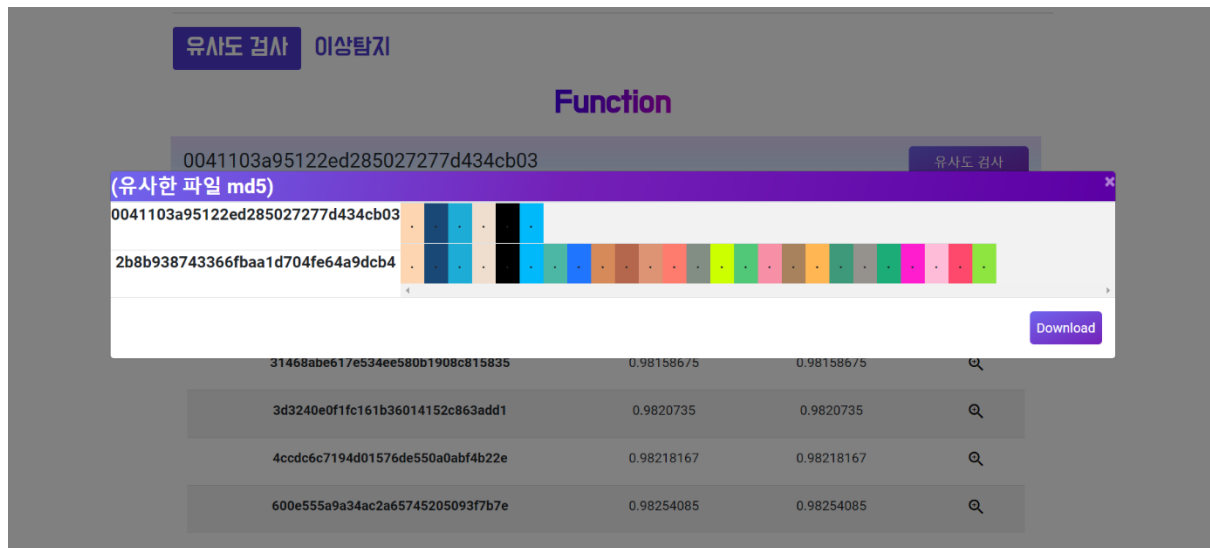 유사도 검사 이상탐지
Function
0041103a95122ed285027277d434cb03 유사도 검사
(유사한 파일 md5) ×
0041103a95122ed285027277d434cb03 . . . . . .
2b8b938743366fbaa1d704fe64a9dcb4 . . . . . . . . . . . . . . . . . . . . . . . . .
Download
31468abe617e534ee580b1908c815835 0.98158675 0.98158675
3d3240e0f1fc161b36014152c863add1 0.9820735 0.9820735
4ccdc6c7194d01576de550a0abf4b22e 0.98218167 0.98218167
600e555a9a34ac2a65745205093f7b7e 0.98254085 0.98254085